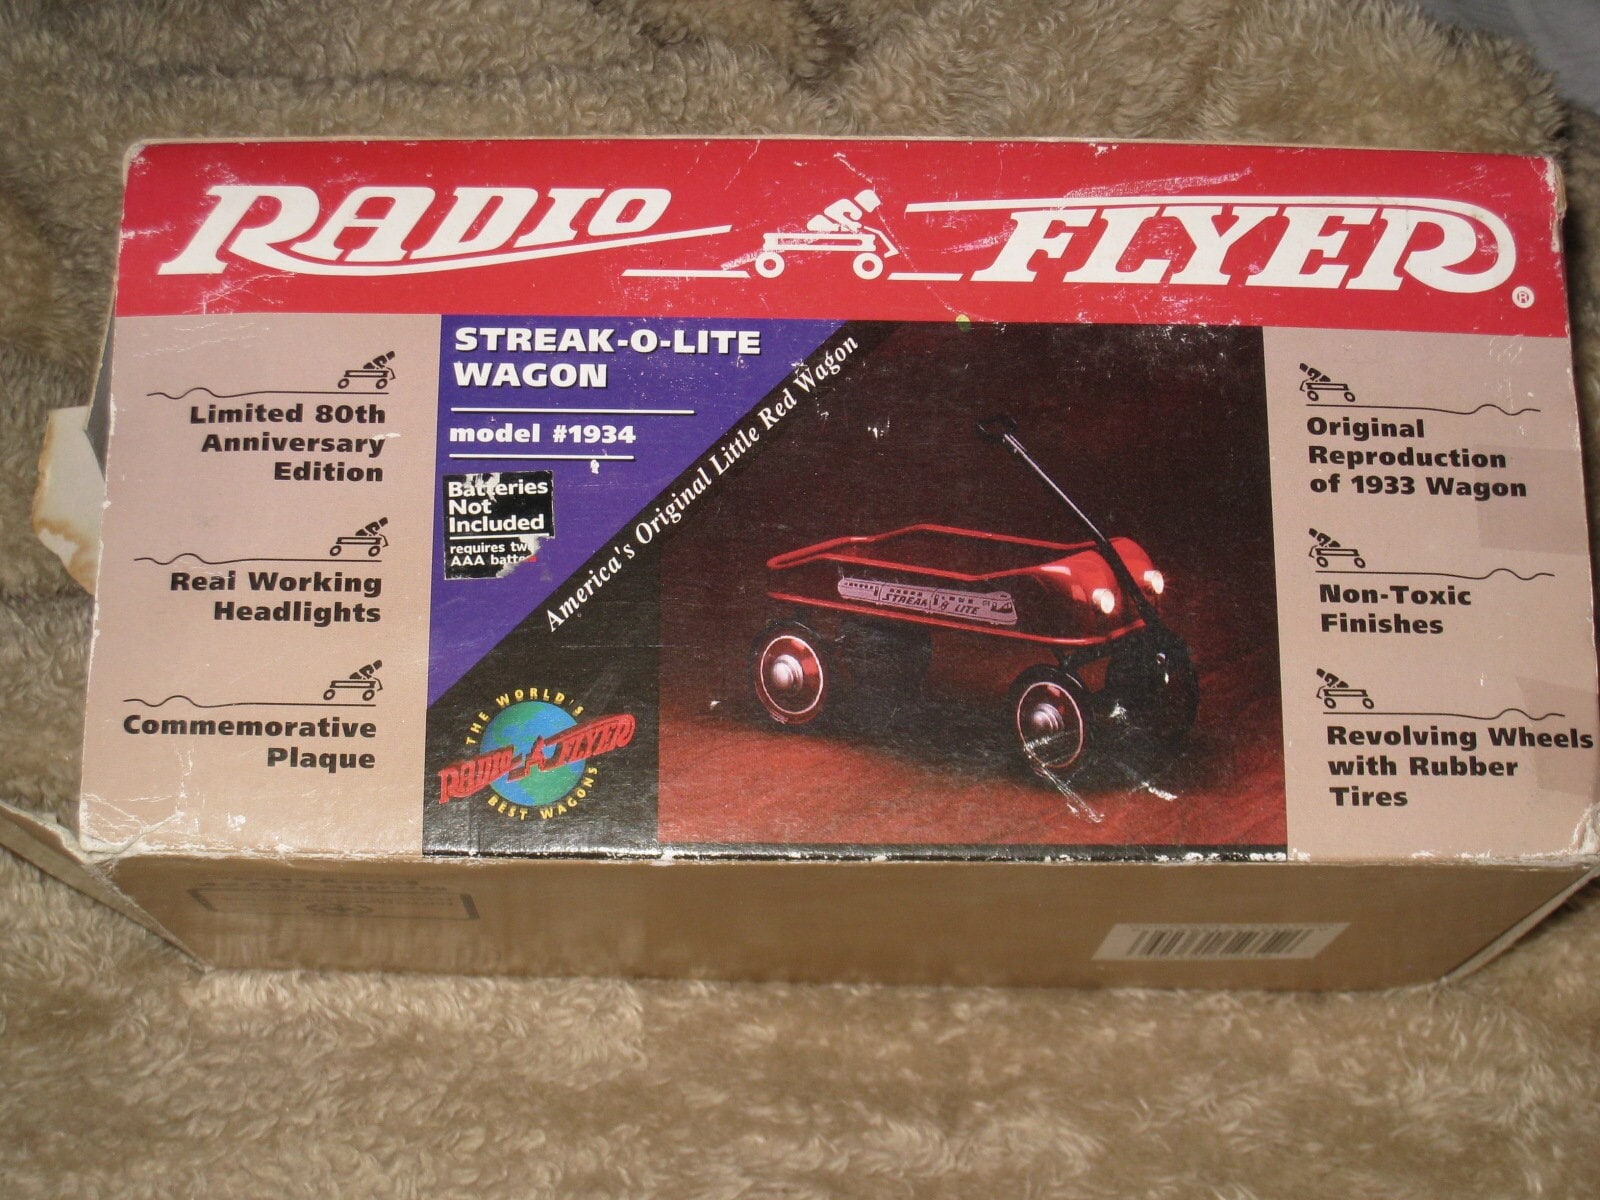 RADIO FLYER®
STREAK-O-LITE
WAGON
model #1934
Batteries
Not
Included
requires two
AAA batte
America's Original Little Red Wagon
Limited 80th
Anniversary
Edition
Real Working
Headlights
Commemorative
Plaque
THE WORLD'S
RADIO FLYER
BEST WAGONS
STREAK O LITE
Original
Reproduction
of 1933 Wagon
Non-Toxic
Finishes
Revolving Wheels
with Rubber
Tires